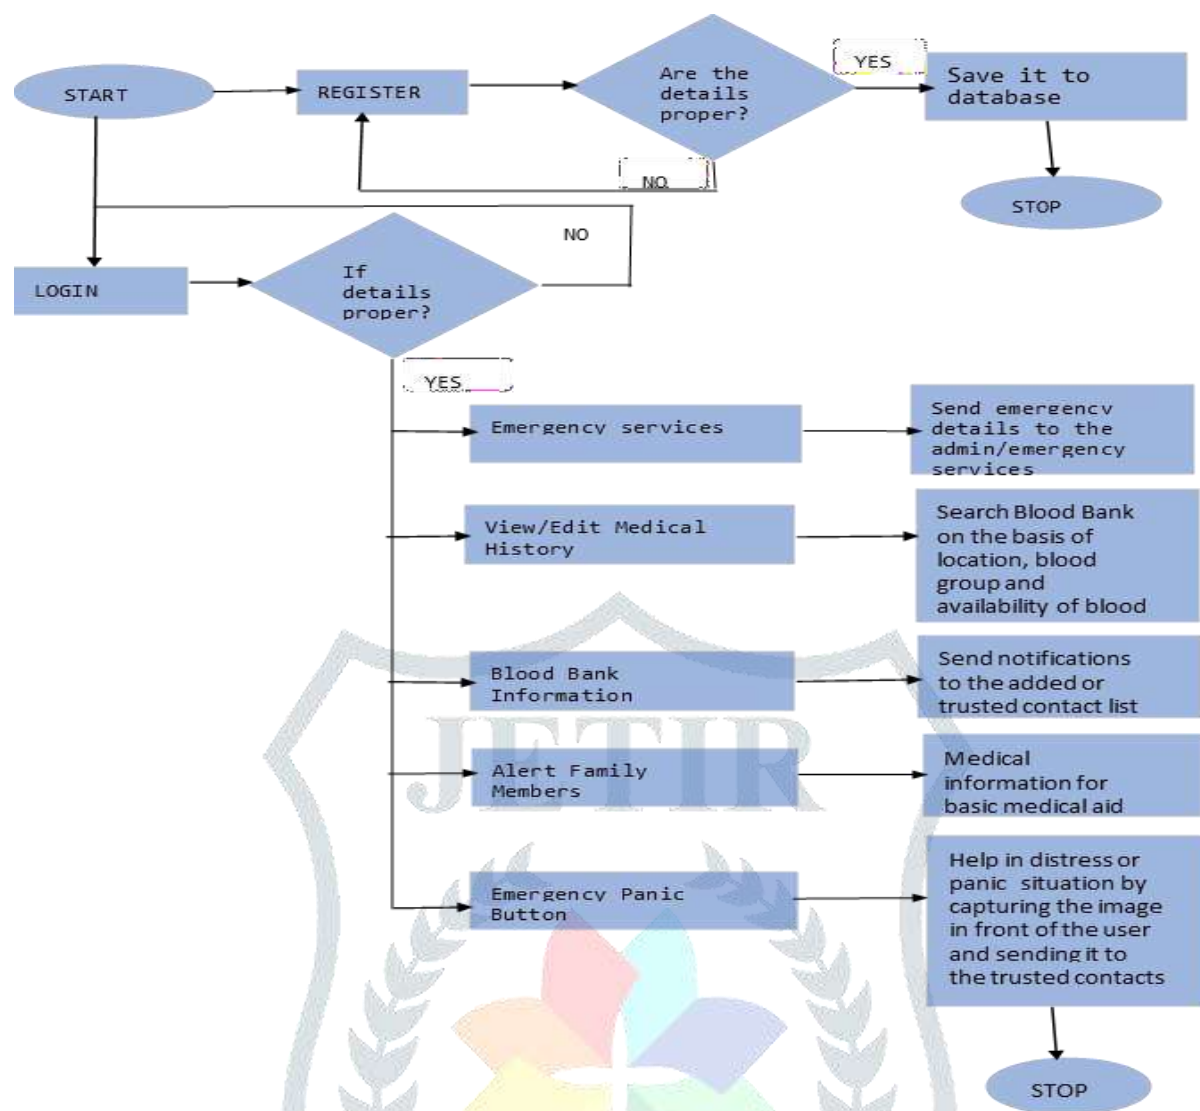 START
REGISTER
Are the
details
proper?
YES
Save it to
database
NO
STOP
NO
LOGIN
If
details
proper?
YES
Emergency services
Send emergency
details to the
admin/emergency
services
View/Edit Medical
History
Search Blood Bank
on the basis of
location, blood
group and
availability of blood
Blood Bank
Information
Send notifications
to the added or
trusted contact list
JETIR
Alert Family
Members
Medical
information for
basic medical aid
Emergency Panic
Button
Help in distress or
panic situation by
capturing the image
in front of the user
and sending it to
the trusted contacts
STOP